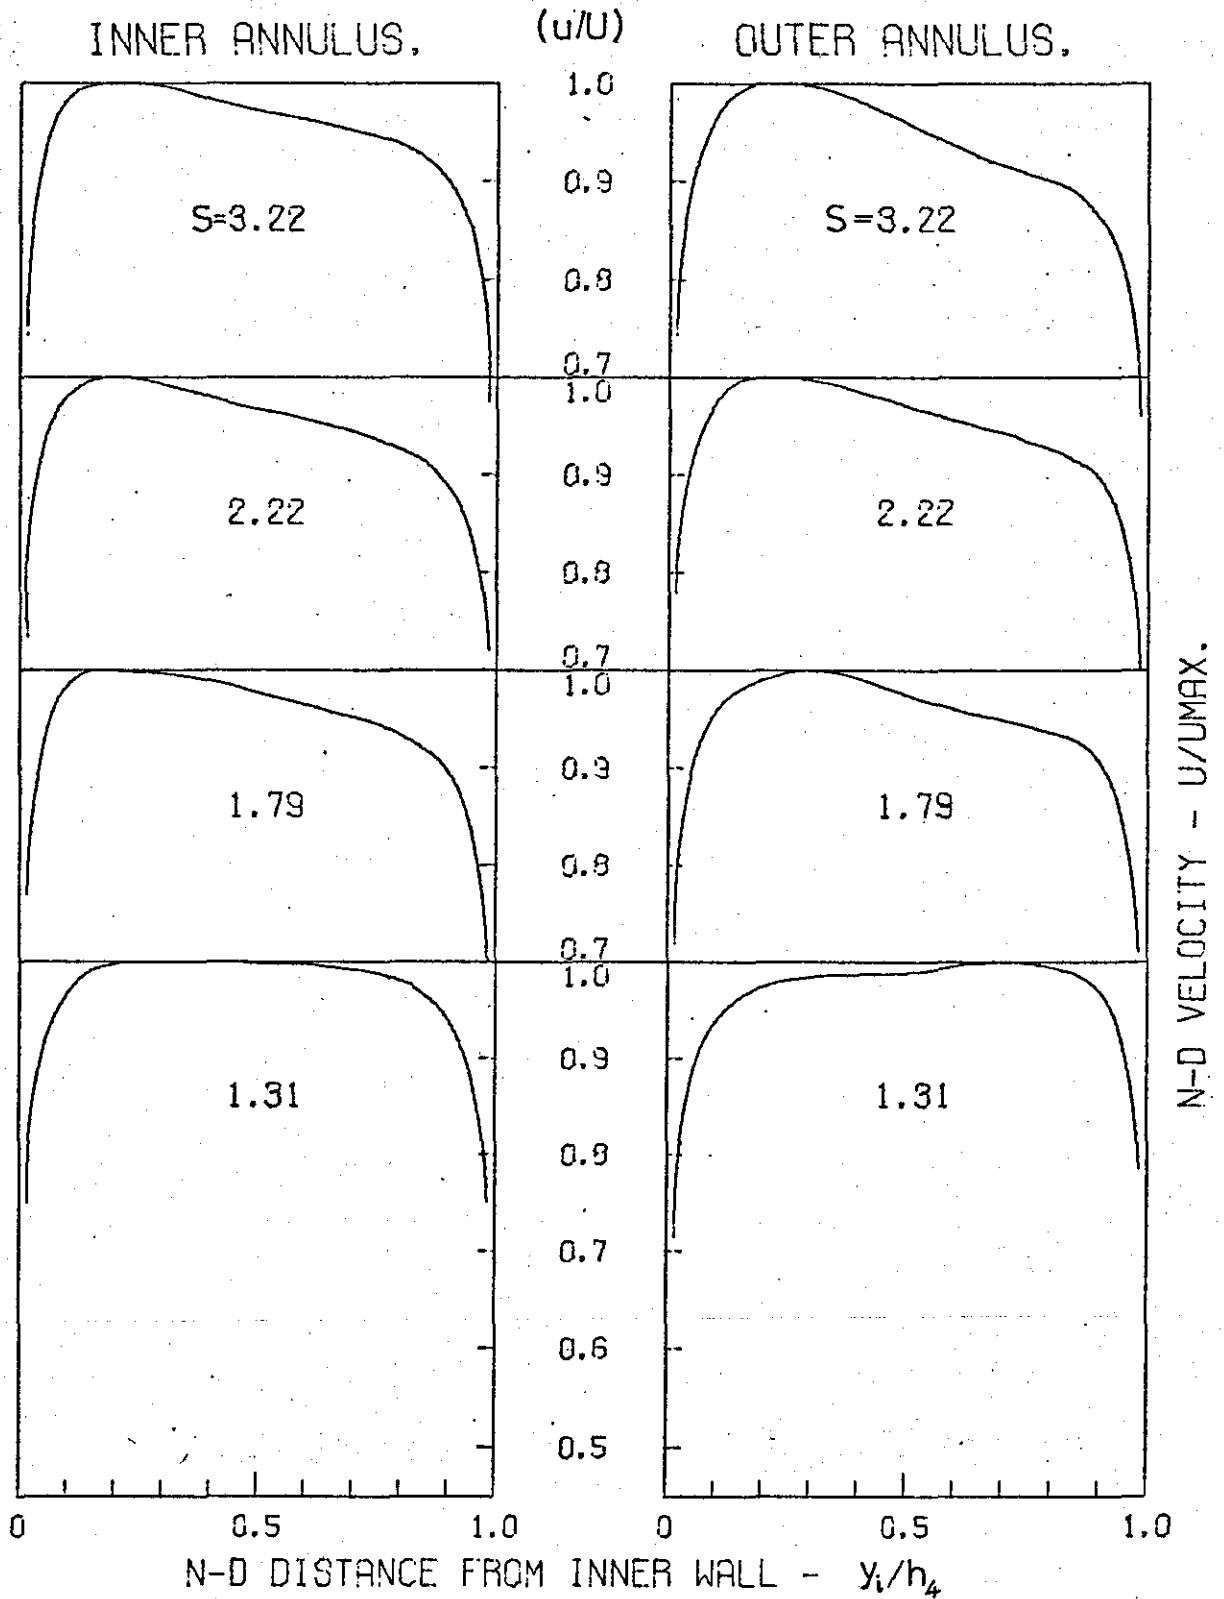 INNER ANNULUS.
(u/U)
OUTER ANNULUS.
1.0
0.9
S=3.22
S=3.22
0.8
0.7
1.0
0.9
2.22
2.22
0.8
0.7
1.0
0.9
1.79
1.79
0.8
0.7
1.0
0.9
1.31
1.31
0.8
0.7
0.6
0.5
N-D VELOCITY - U/UMAX.
0 0.5 1.0
0 0.5 1.0
N-D DISTANCE FROM INNER WALL - yᵢ/h₄